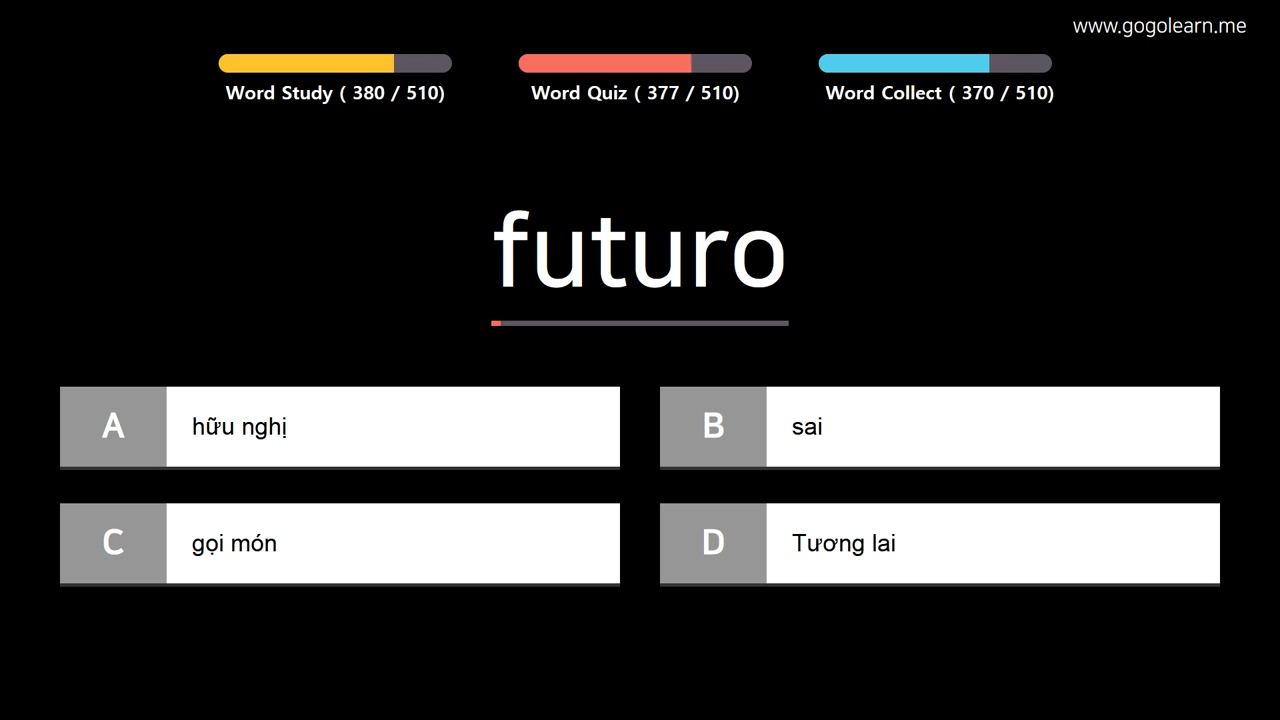 www.gogolearn.me
Word Study ( 380 / 510)
Word Quiz ( 377 / 510)
Word Collect ( 370 / 510)
futuro
A
hữu nghị
B
sai
C
gọi món
D
Tương lai